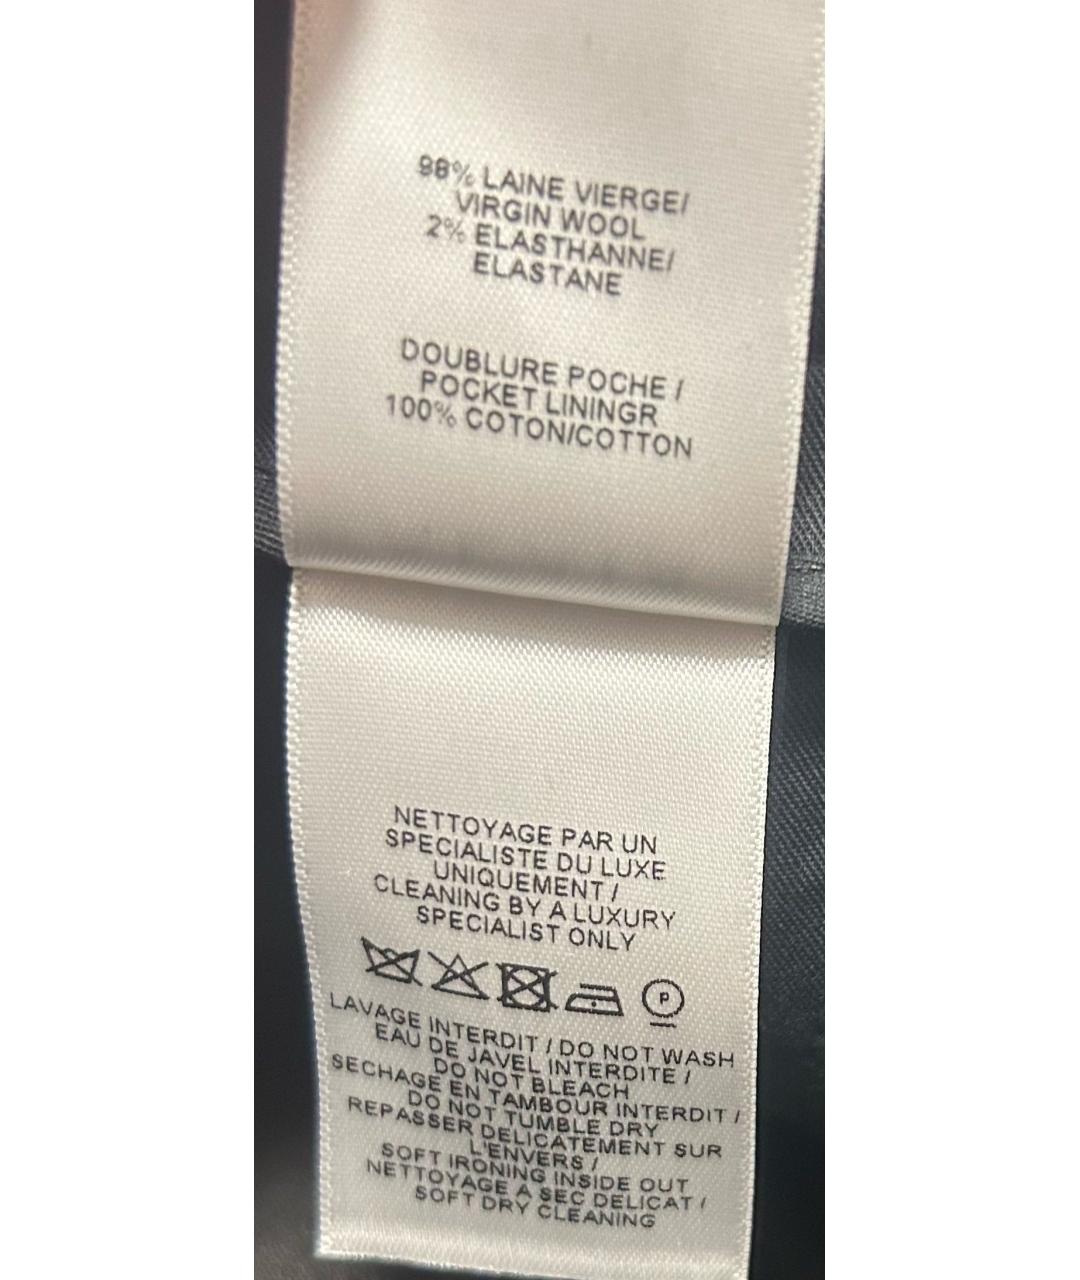 98% LAINE VIERGE/
VIRGIN WOOL
2% ELASTHANNE/
ELASTANE
DOUBLURE POCHE /
POCKET LININGR
100% COTON/COTTON
NETTOYAGE PAR UN
SPECIALISTE DU LUXE
UNIQUEMENT /
CLEANING BY A LUXURY
SPECIALIST ONLY
P
LAVAGE INTERDIT / DO NOT WASH
EAU DE JAVEL INTERDITE /
DO NOT BLEACH
SECHAGE EN TAMBOUR INTERDIT /
DO NOT TUMBLE DRY
REPASSER DELICATEMENT SUR
L'ENVERS /
SOFT IRONING INSIDE OUT
NETTOYAGE A SEC DELICAT /
SOFT DRY CLEANING